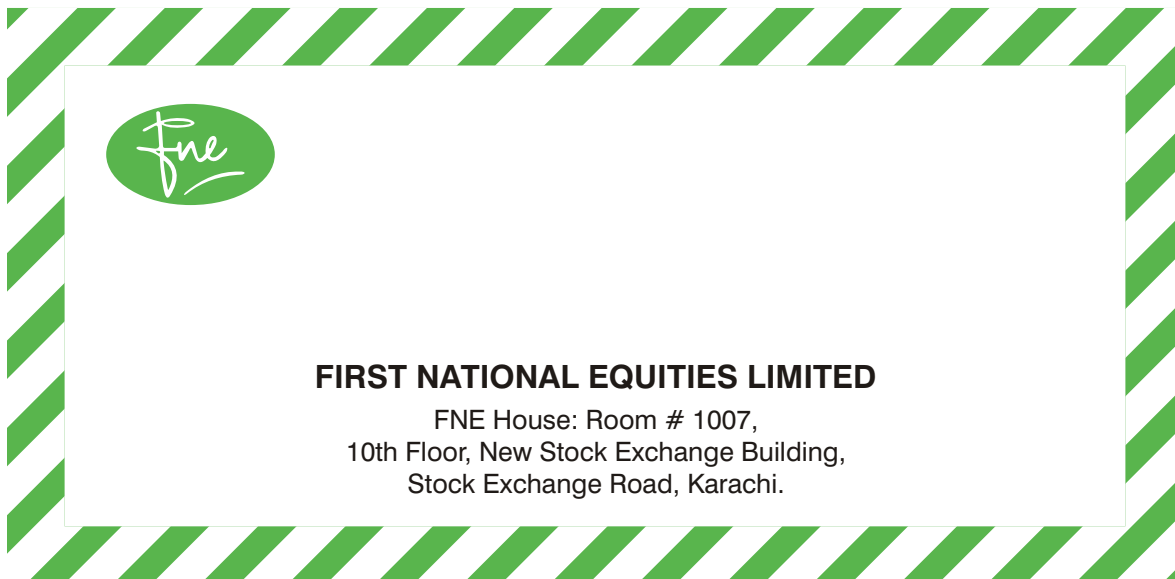 fne
FIRST NATIONAL EQUITIES LIMITED
FNE House: Room # 1007,
10th Floor, New Stock Exchange Building,
Stock Exchange Road, Karachi.